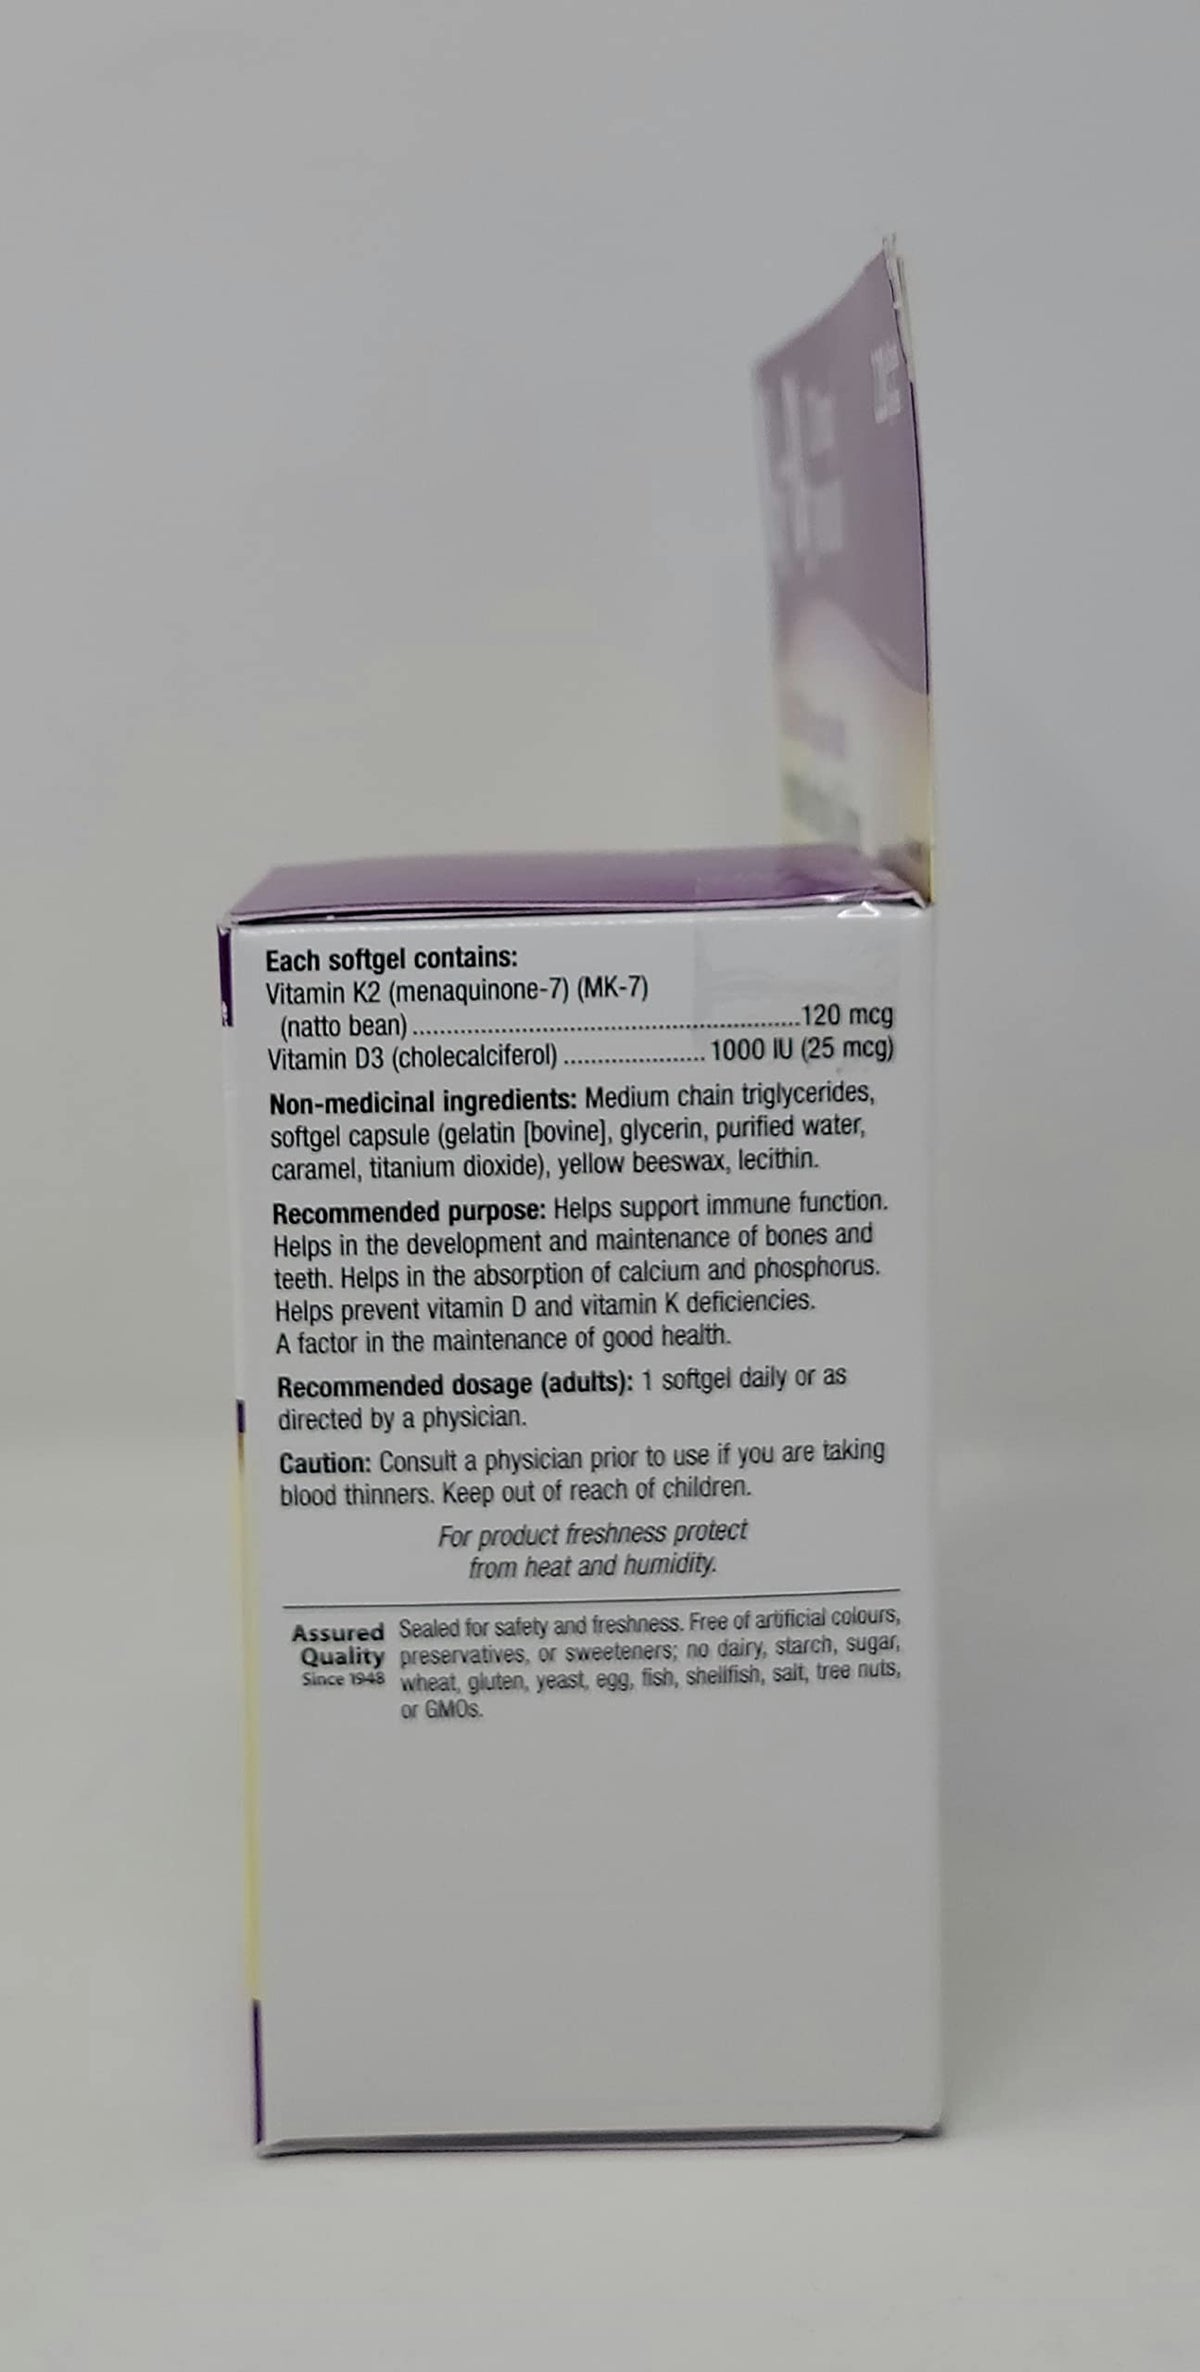 Each softgel contains:
Vitamin K2 (menaquinone-7) (MK-7)
(natto bean) ........................................................... 120 mcg
Vitamin D3 (cholecalciferol) ..................... 1000 IU (25 mcg)
Non-medicinal ingredients: Medium chain triglycerides,
softgel capsule (gelatin [bovine], glycerin, purified water,
caramel, titanium dioxide), yellow beeswax, lecithin.
Recommended purpose: Helps support immune function.
Helps in the development and maintenance of bones and
teeth. Helps in the absorption of calcium and phosphorus.
Helps prevent vitamin D and vitamin K deficiencies.
A factor in the maintenance of good health.
Recommended dosage (adults): 1 softgel daily or as
directed by a physician.
Caution: Consult a physician prior to use if you are taking
blood thinners. Keep out of reach of children.
For product freshness protect
from heat and humidity.
Assured
Quality
Since 1948
Sealed for safety and freshness. Free of artificial colours,
preservatives, or sweeteners; no dairy, starch, sugar,
wheat, gluten, yeast, egg, fish, shellfish, salt, tree nuts,
or GMOs.